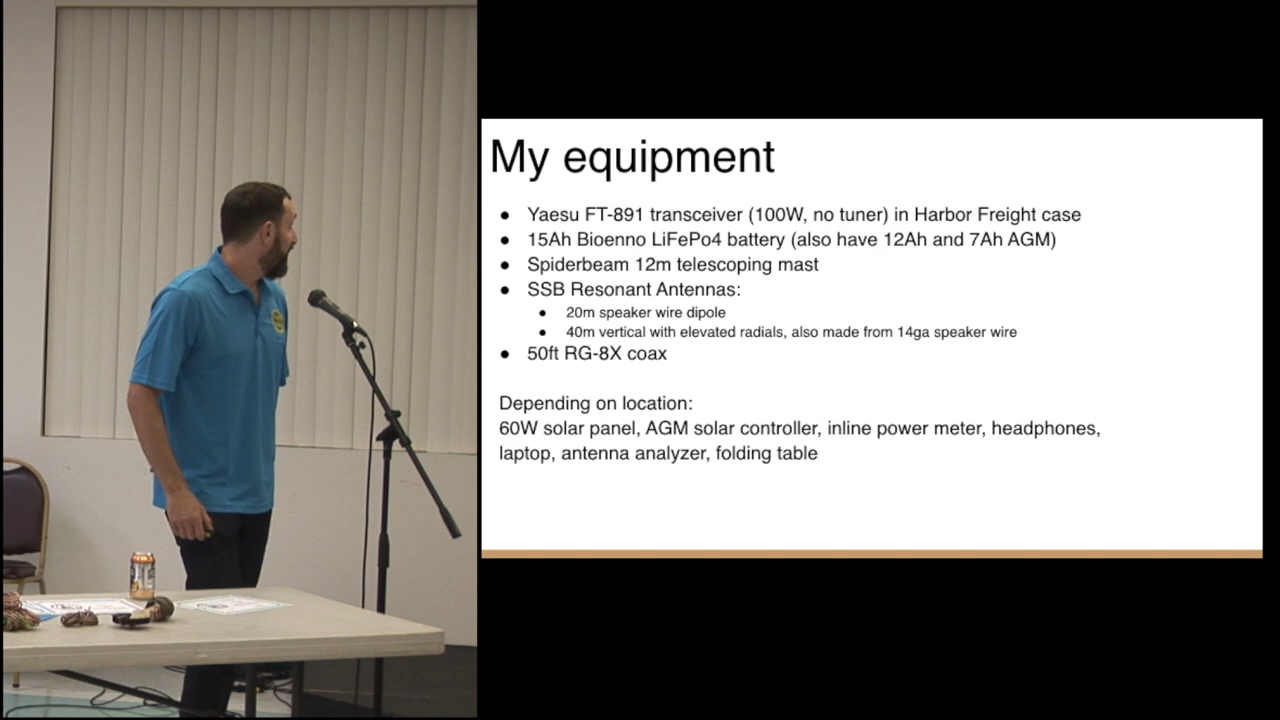 My equipment
● Yaesu FT-891 transceiver (100W, no tuner) in Harbor Freight case
● 15Ah Bioenno LiFePo4 battery (also have 12Ah and 7Ah AGM)
● Spiderbeam 12m telescoping mast
● SSB Resonant Antennas:
● 20m speaker wire dipole
● 40m vertical with elevated radials, also made from 14ga speaker wire
● 50ft RG-8X coax
Depending on location:
60W solar panel, AGM solar controller, inline power meter, headphones,
laptop, antenna analyzer, folding table